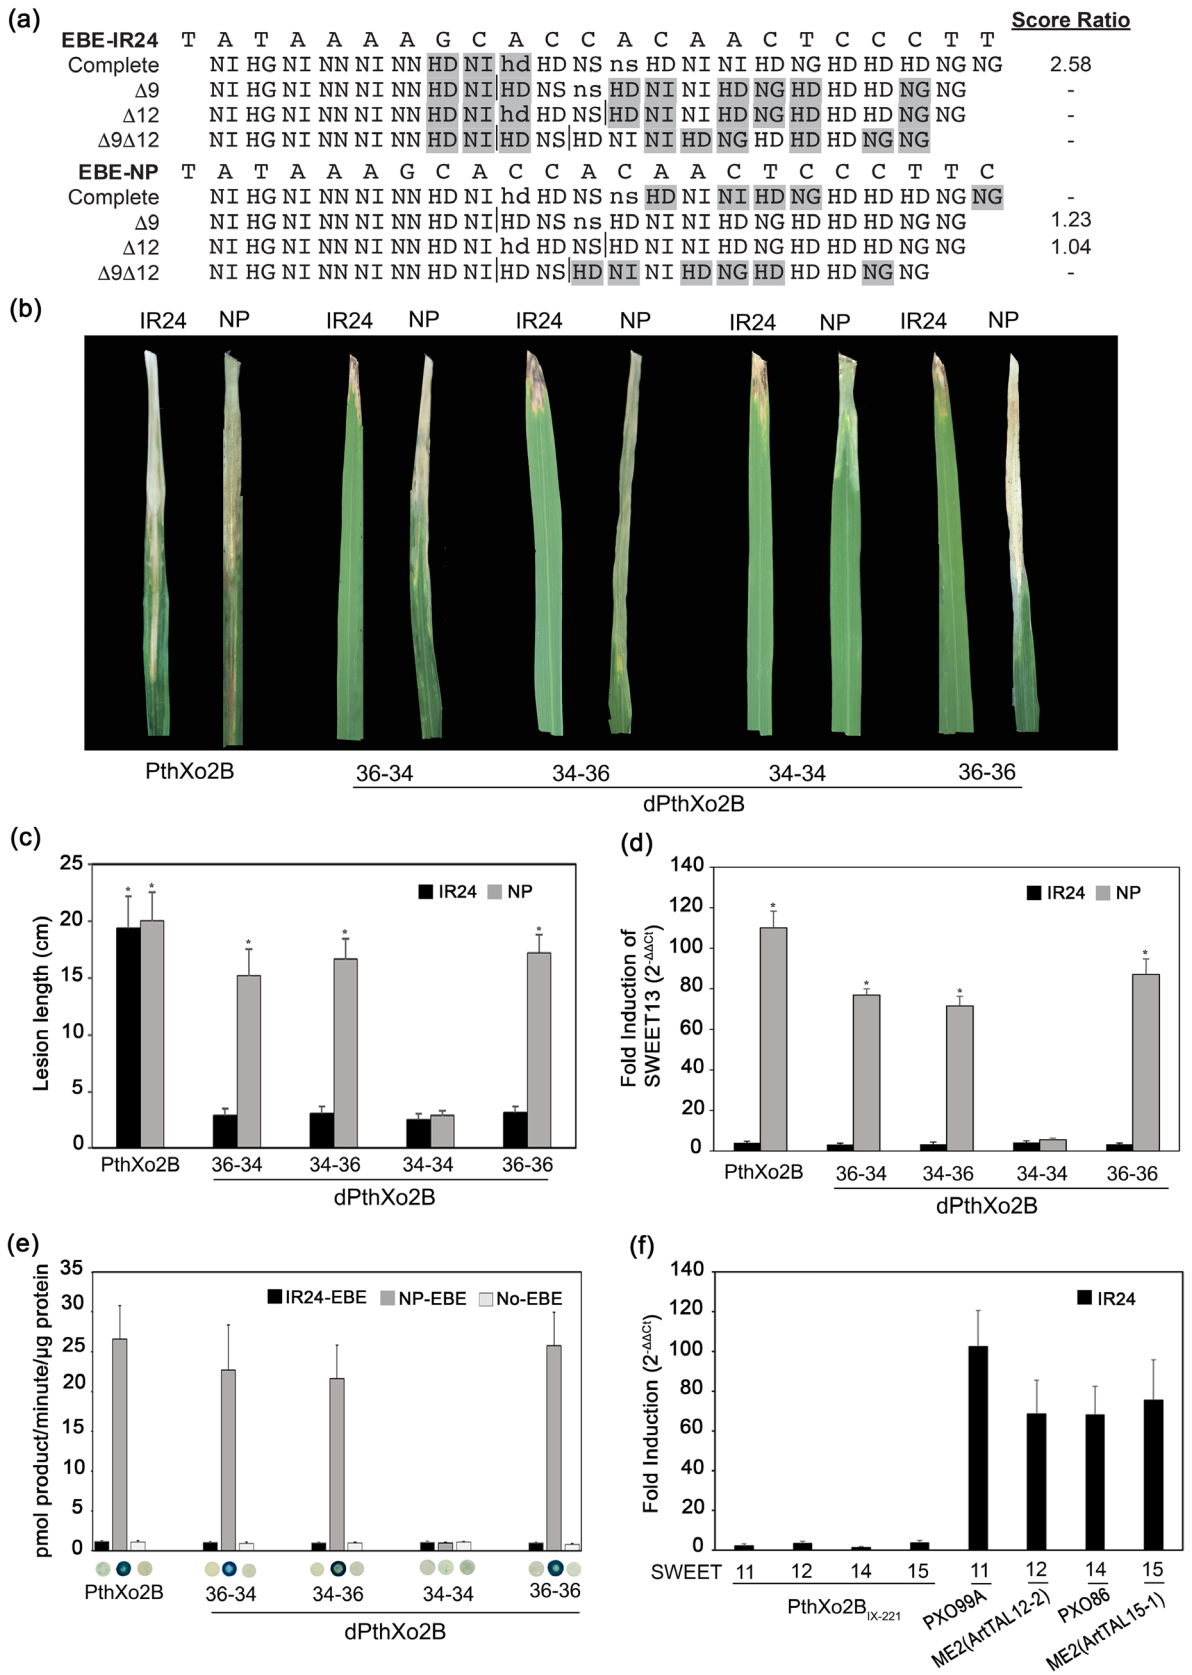 (a)
Score Ratio
EBE-IR24 T A T A A A A G C A C C A C A A C T C C C T T
Complete NI HG NI NN NI NN HD NI hd HD NS ns HD NI NI HD NG HD HD HD NG NG 2.58
Δ9 NI HG NI NN NI NN HD NI|HD NS ns HD NI NI HD NG HD HD HD NG NG -
Δ12 NI HG NI NN NI NN HD NI hd HD NS|HD NI NI HD NG HD HD HD NG NG -
Δ9Δ12 NI HG NI NN NI NN HD NI|HD NS|HD NI NI HD NG HD HD HD NG NG -
EBE-NP T A T A A A G C A C C A C A A C T C C C T T C
Complete NI HG NI NN NI NN HD NI hd HD NS ns HD NI NI HD NG HD HD HD NG NG -
Δ9 NI HG NI NN NI NN HD NI|HD NS ns HD NI NI HD NG HD HD HD NG NG 1.23
Δ12 NI HG NI NN NI NN HD NI hd HD NS|HD NI NI HD NG HD HD HD NG NG 1.04
Δ9Δ12 NI HG NI NN NI NN HD NI|HD NS|HD NI NI HD NG HD HD HD NG NG -
(b)
IR24 NP IR24 NP IR24 NP IR24 NP IR24 NP
PthXo2B 36-34 34-36 34-34 36-36
dPthXo2B
(c)
Lesion length (cm)
25
20
15
10
5
0
IR24 NP
* * * * *
PthXo2B 36-34 34-36 34-34 36-36
dPthXo2B
(d)
Fold Induction of
SWEET13 (2-ΔΔCt)
140
120
100
80
60
40
20
0
IR24 NP
* * * *
PthXo2B 36-34 34-36 34-34 36-36
dPthXo2B
(e)
pmol product/minute/µg protein
35
30
25
20
15
10
5
0
IR24-EBE NP-EBE No-EBE
PthXo2B 36-34 34-36 34-34 36-36
dPthXo2B
(f)
Fold Induction (2-ΔΔCt)
140
120
100
80
60
40
20
0
IR24
SWEET 11 12 14 15 11 12 14 15
PthXo2BIX-221
PXO99A
ME2(ArtTAL12-2)
PXO86
ME2(ArtTAL15-1)